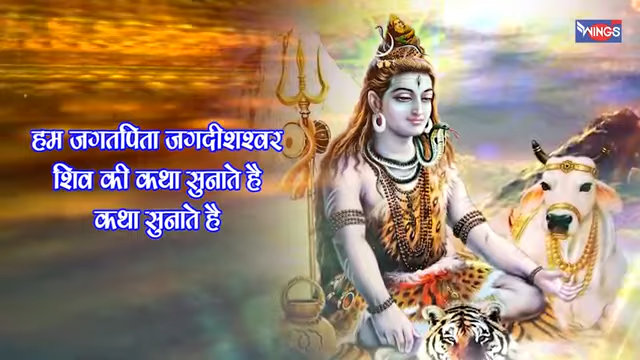 WINGS
हम जगतपिता जगदीशश्वर
शिव की कथा सुनाते है
कथा सुनाते है